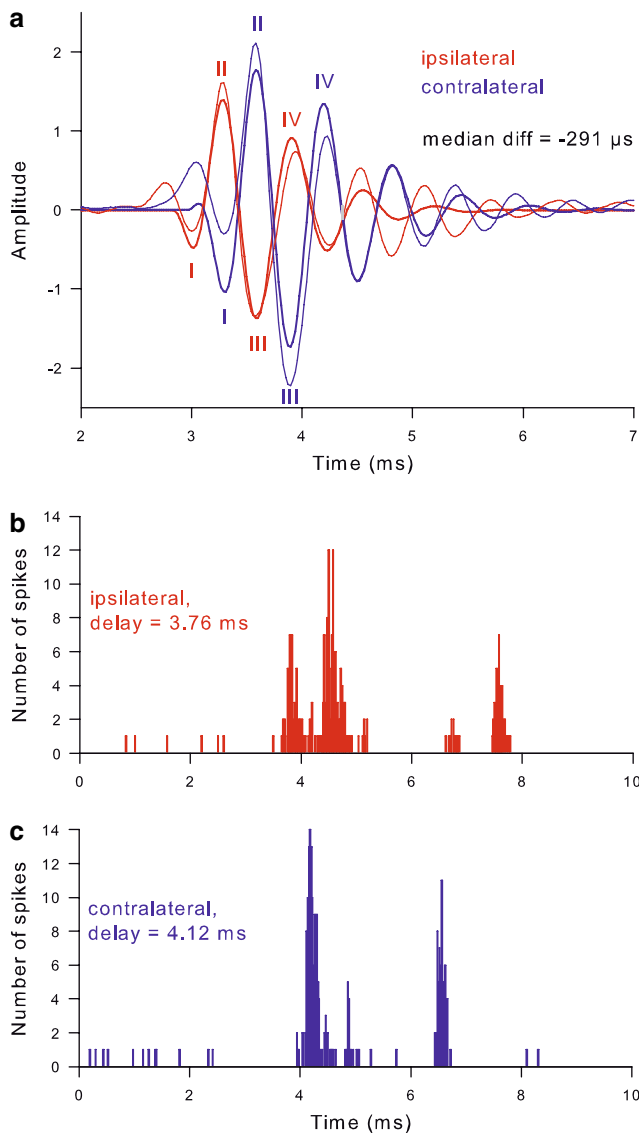 a
II
II
ipsilateral
contralateral
IV
IV
median diff = -291 µs
I
I
III
III
2
1
0
-1
-2
Amplitude
2 3 4 5 6 7
Time (ms)
b
14
12
10
8
6
4
2
0
Number of spikes
ipsilateral,
delay = 3.76 ms
0 2 4 6 8 10
c
14
12
10
8
6
4
2
0
Number of spikes
contralateral,
delay = 4.12 ms
0 2 4 6 8 10
Time (ms)